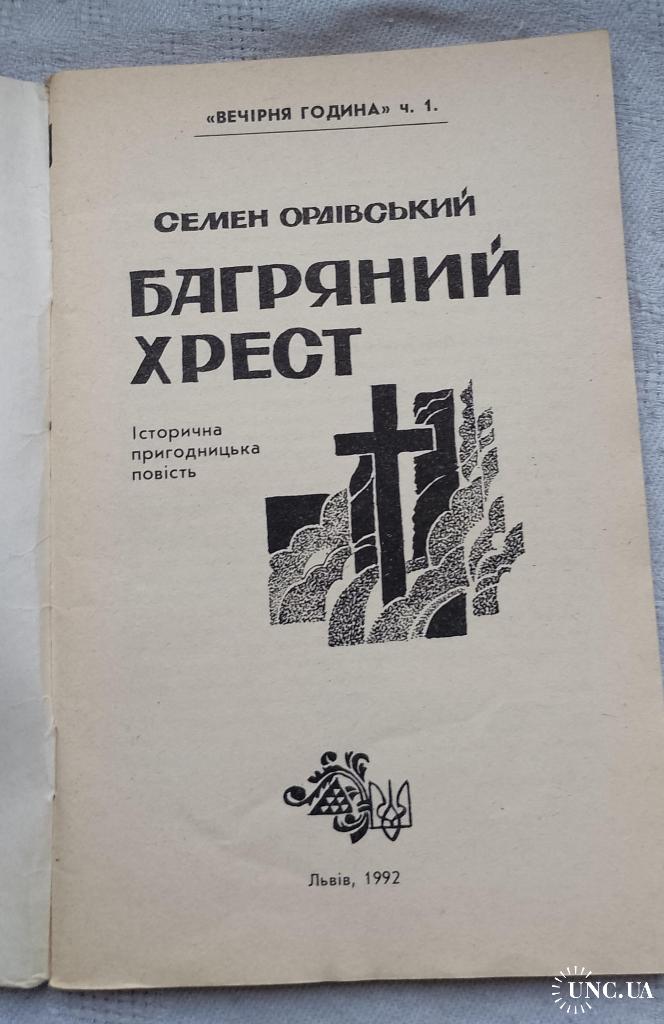 «ВЕЧІРНЯ ГОДИНА» ч. 1.
СЕМЕН ОРДІВСЬКИЙ
БАГРЯНИЙ
ХРЕСТ
Історична
пригодницька
повість
Львів, 1992
UNC.UA